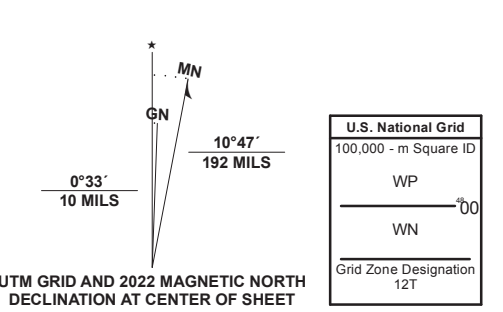 ★
MN
GN
10°47´
192 MILS
0°33´
10 MILS
UTM GRID AND 2022 MAGNETIC NORTH
DECLINATION AT CENTER OF SHEET
U.S. National Grid
100,000 - m Square ID
WP
4800
WN
Grid Zone Designation
12T